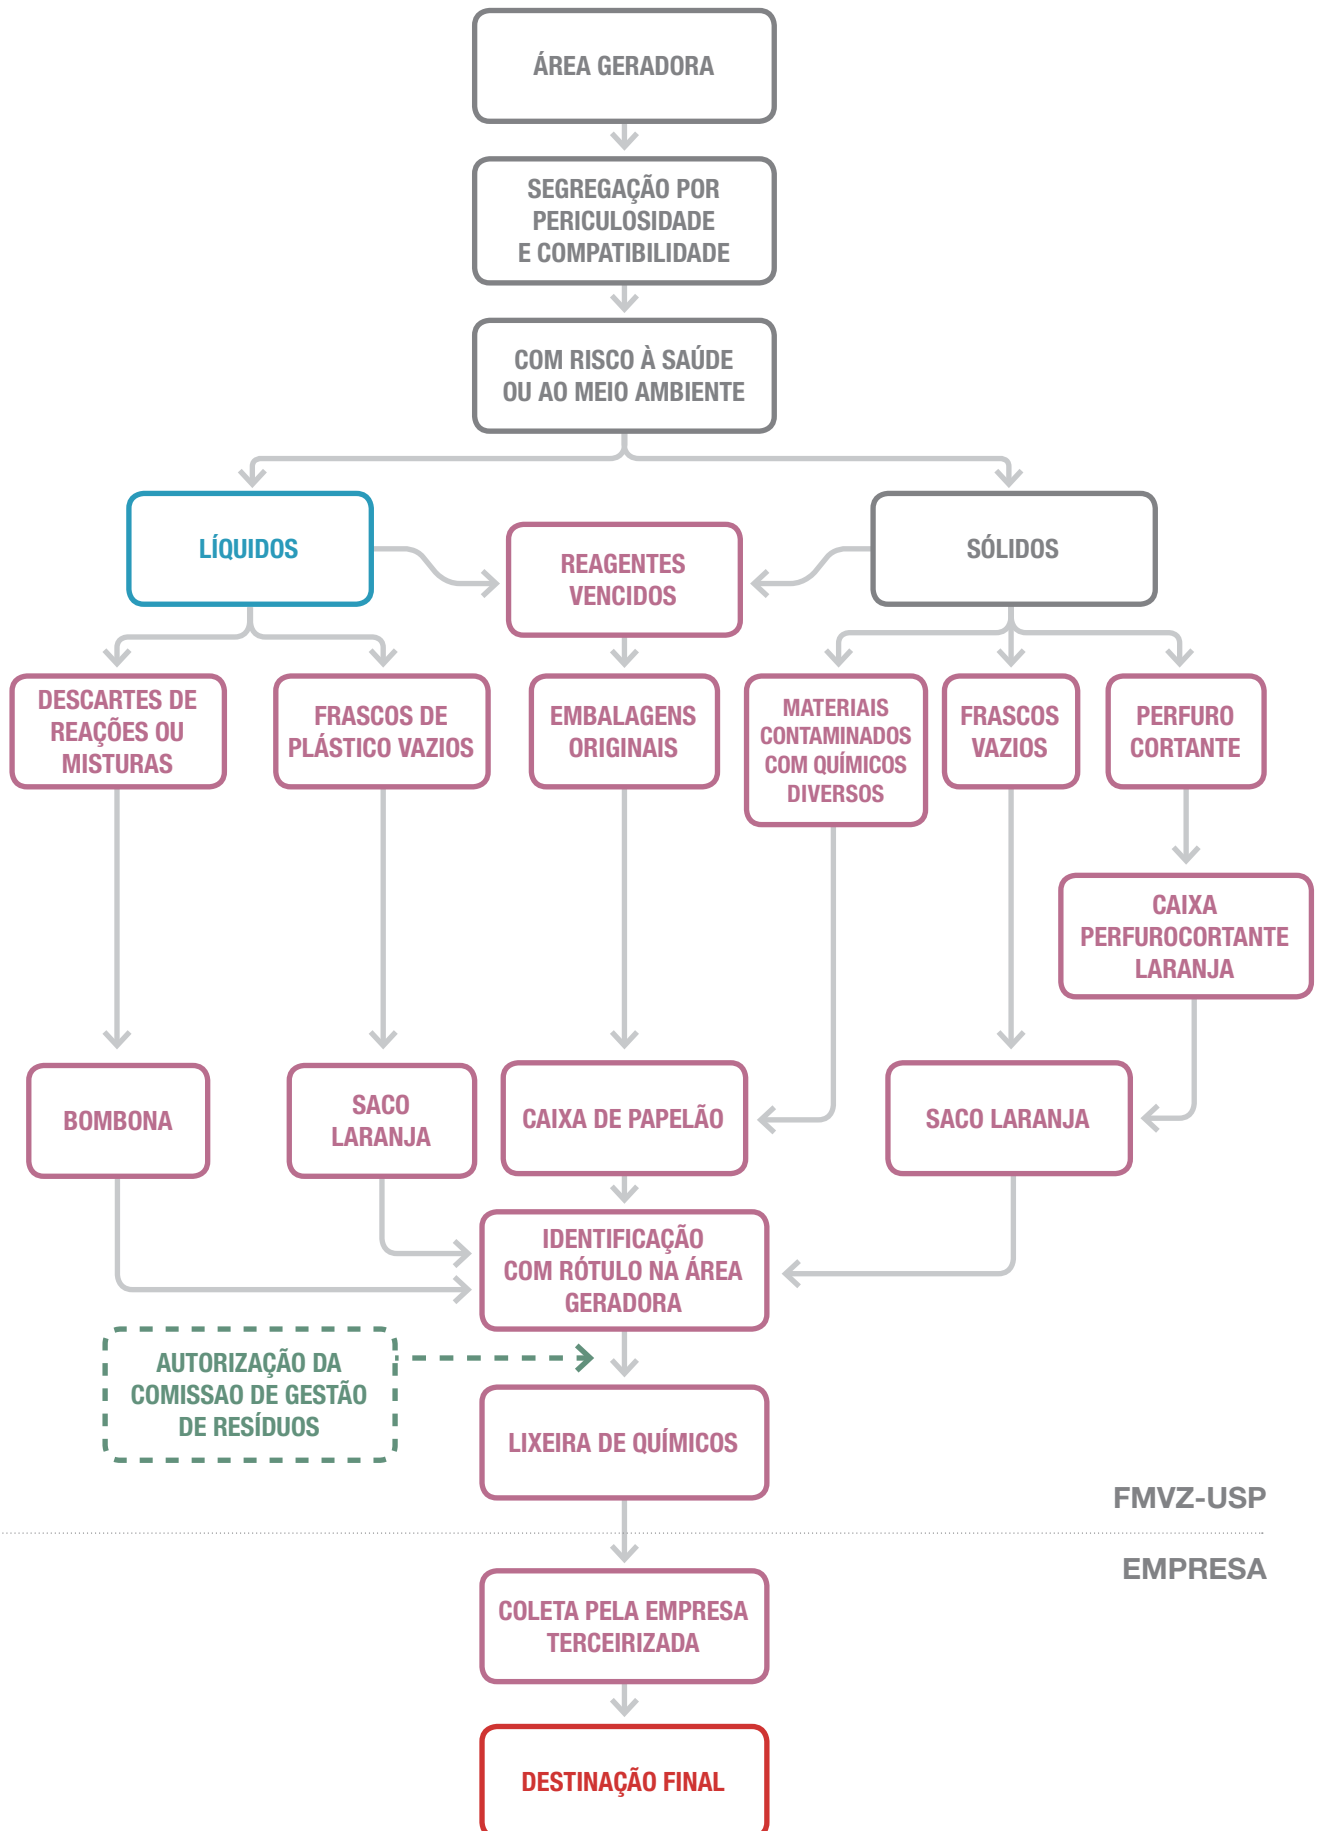 ÁREA GERADORA
SEGREGAÇÃO POR
PERICULOSIDADE
E COMPATIBILIDADE
COM RISCO À SAÚDE
OU AO MEIO AMBIENTE
LÍQUIDOS
REAGENTES
VENCIDOS
SÓLIDOS
DESCARTES DE
REAÇÕES OU
MISTURAS
FRASCOS DE
PLÁSTICO VAZIOS
EMBALAGENS
ORIGINAIS
MATERIAIS
CONTAMINADOS
COM QUÍMICOS
DIVERSOS
FRASCOS
VAZIOS
PERFURO
CORTANTE
CAIXA
PERFUROCORTANTE
LARANJA
BOMBONA
SACO
LARANJA
CAIXA DE PAPELÃO
SACO LARANJA
IDENTIFICAÇÃO
COM RÓTULO NA ÁREA
GERADORA
AUTORIZAÇÃO DA
COMISSAO DE GESTÃO
DE RESÍDUOS
LIXEIRA DE QUÍMICOS
FMVZ-USP
EMPRESA
COLETA PELA EMPRESA
TERCEIRIZADA
DESTINAÇÃO FINAL